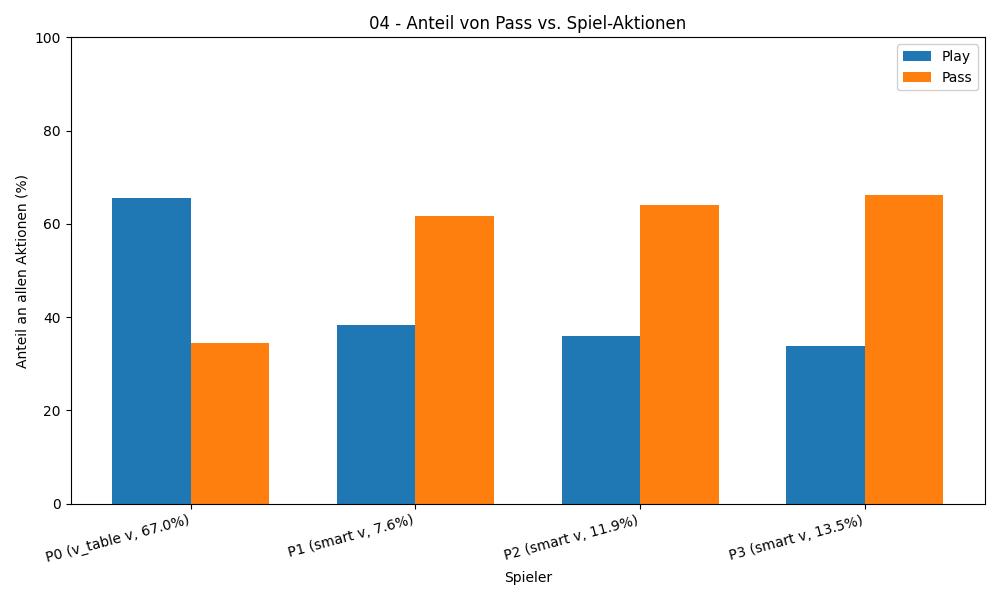 04 - Anteil von Pass vs. Spiel-Aktionen
Play
Pass
Anteil an allen Aktionen (%)
100
80
60
40
20
0
P0 (v_table v, 67.0%)
P1 (smart v, 7.6%)
P2 (smart v, 11.9%)
P3 (smart v, 13.5%)
Spieler